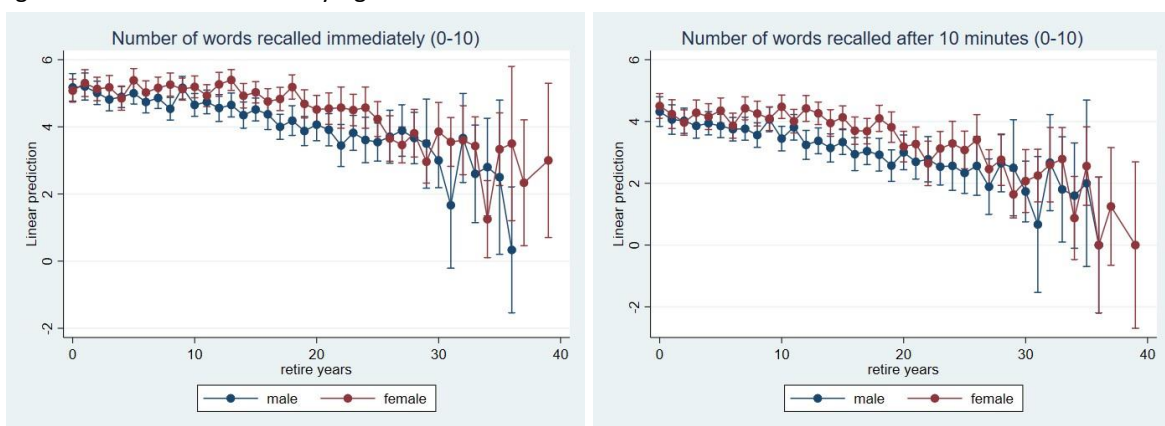 Number of words recalled immediately (0-10)
6
4
2
0
-2
Linear prediction
0 10 20 30 40
retire years
male female
Number of words recalled after 10 minutes (0-10)
6
4
2
0
-2
Linear prediction
0 10 20 30 40
retire years
male female